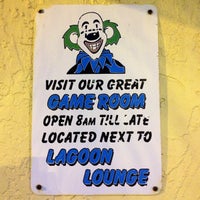 VISIT OUR GREAT
GAME ROOM
OPEN 8AM TILL LATE
LOCATED NEXT TO
LAGOON
LOUNGE